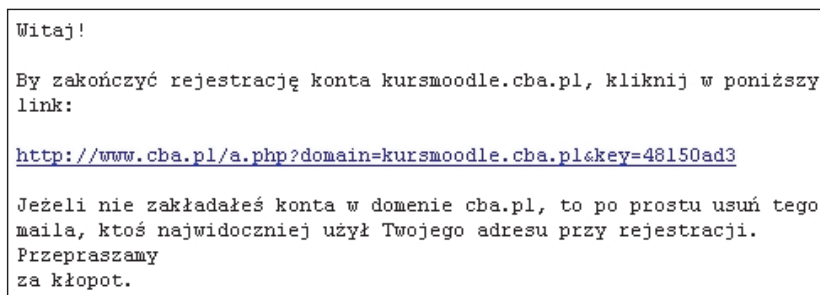 Witaj!
By zakończyć rejestrację konta kursmoodle.cba.pl, kliknij w poniższy
link:
http://www.cba.pl/a.php?domain=kursmoodle.cba.pl&key=48150ad3
Jeżeli nie zakładałeś konta w domenie cba.pl, to po prostu usuń tego
maila, ktoś najwidoczniej użył Twojego adresu przy rejestracji.
Przepraszamy
za kłopot.